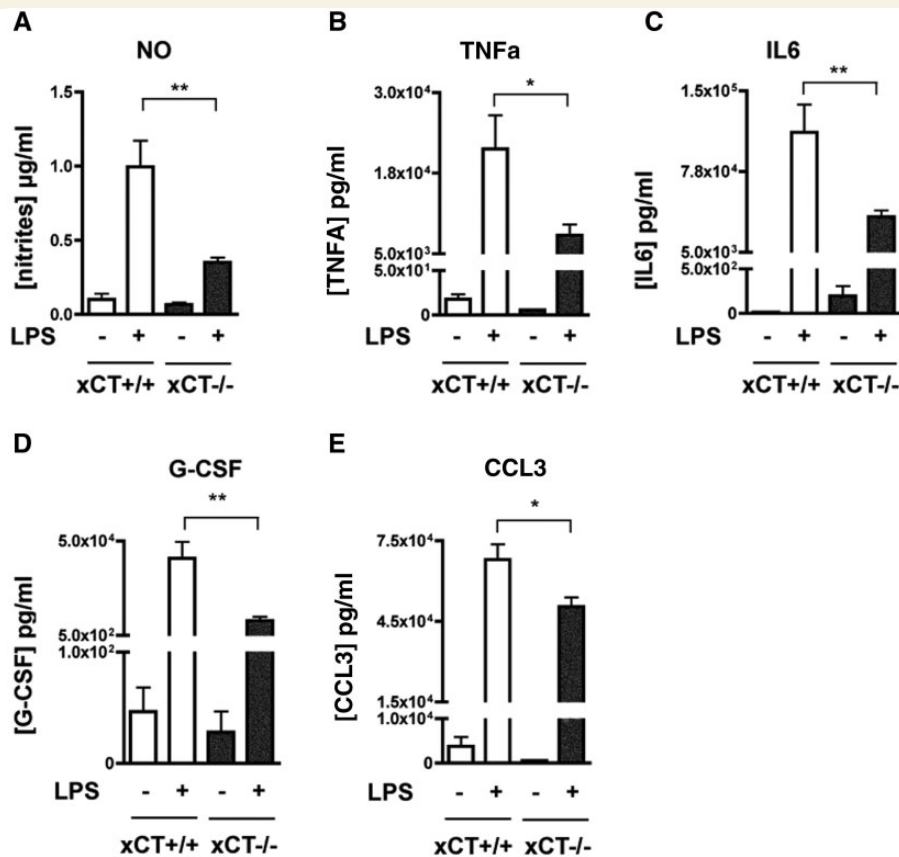 A
NO
[nitrites] µg/ml
1.5
1.0
0.5
0.0
**
LPS - + - +
xCT+/+ xCT-/-
B
TNFa
[TNFA] pg/ml
3.0x10⁴
1.8x10⁴
5.0x10³
5.0x10¹
0
*
LPS - + - +
xCT+/+ xCT-/-
C
IL6
[IL6] pg/ml
1.5x10⁵
7.8x10⁴
5.0x10³
5.0x10²
0
**
LPS - + - +
xCT+/+ xCT-/-
D
G-CSF
[G-CSF] pg/ml
5.0x10⁴
5.0x10²
1.0x10²
0
**
LPS - + - +
xCT+/+ xCT-/-
E
CCL3
[CCL3] pg/ml
7.5x10⁴
4.5x10⁴
1.5x10⁴
1.0x10⁴
0
*
LPS - + - +
xCT+/+ xCT-/-